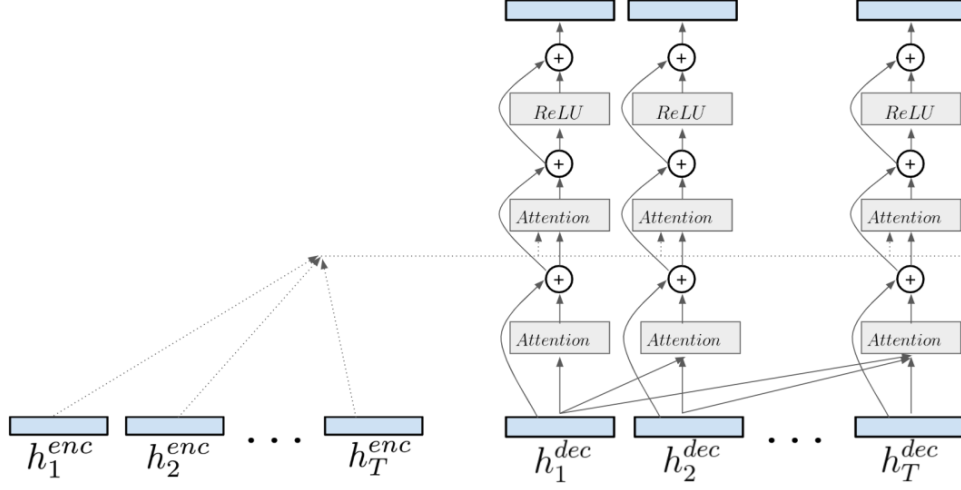 + + +
ReLU ReLU ReLU
+ + +
Attention Attention Attention
+ + +
Attention Attention Attention
h_1^{enc} h_2^{enc} ... h_T^{enc} h_1^{dec} h_2^{dec} ... h_T^{dec}